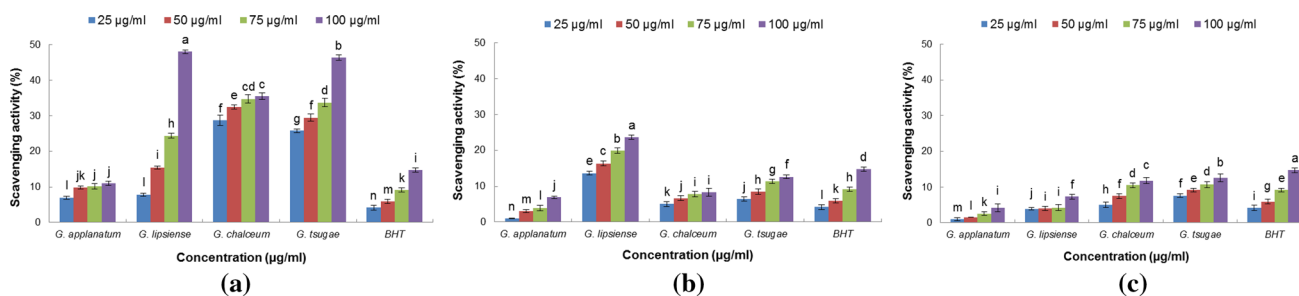 25 µg/ml 50 µg/ml 75 µg/ml 100 µg/ml
50
40
30
20
10
0
Scavenging activity (%)
l jk j j
l i h a
f e cd c
g f d b
n m k i
G. applanatum G. lipsiense G. chalceum G. tsugae BHT
Concentration (µg/ml)
(a)
25 µg/ml 50 µg/ml 75 µg/ml 100 µg/ml
50
40
30
20
10
0
Scavenging activity (%)
n m l j
e c b a
k j i i
j h g f
l k h d
G. applanatum G. lipsiense G. chalceum G. tsugae BHT
Concentration (µg/ml)
(b)
25 µg/ml 50 µg/ml 75 µg/ml 100 µg/ml
50
40
30
20
10
0
Scavenging activity (%)
m l k i
j i i f
h f d c
f e d b
i g e a
G. applanatum G. lipsiense G. chalceum G. tsugae BHT
Concentration (µg/ml)
(c)